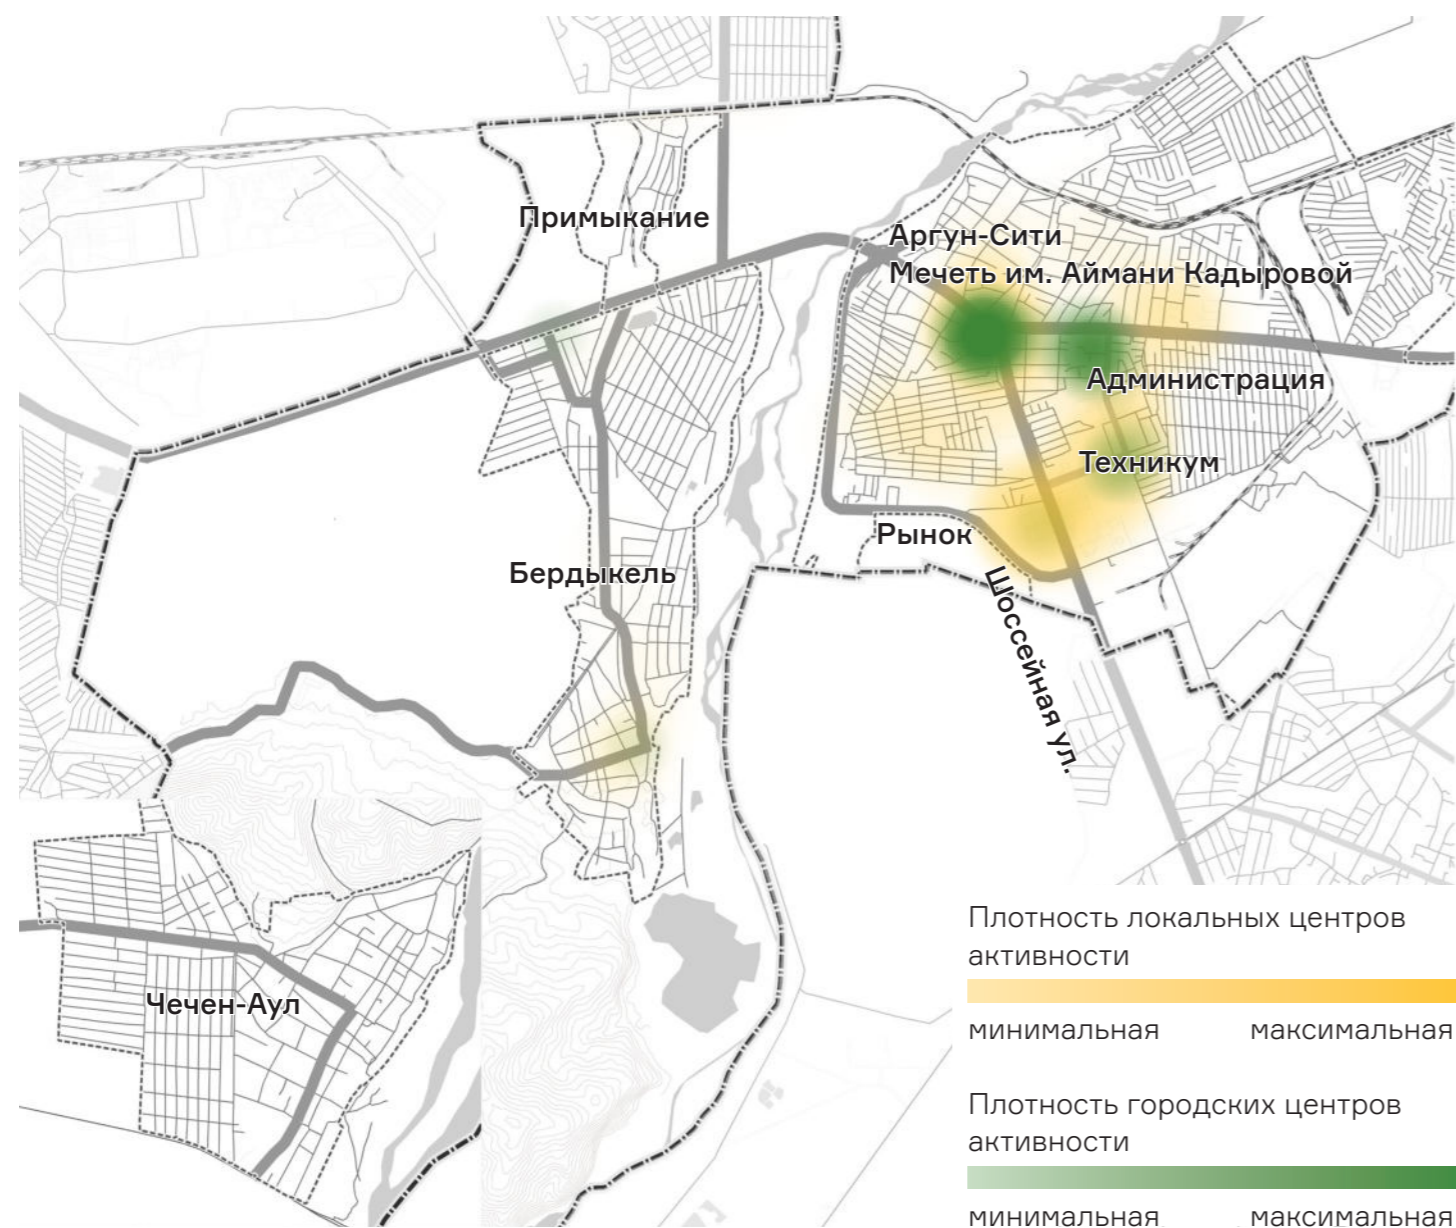 Примыкание
Аргун-Сити
Мечеть им. Аймани Кадыровой
Администрация
Техникум
Рынок
Бердыкель
Шоссейная ул.
Чечен-Аул
Плотность локальных центров
активности
минимальная максимальная
Плотность городских центров
активности
минимальная максимальная